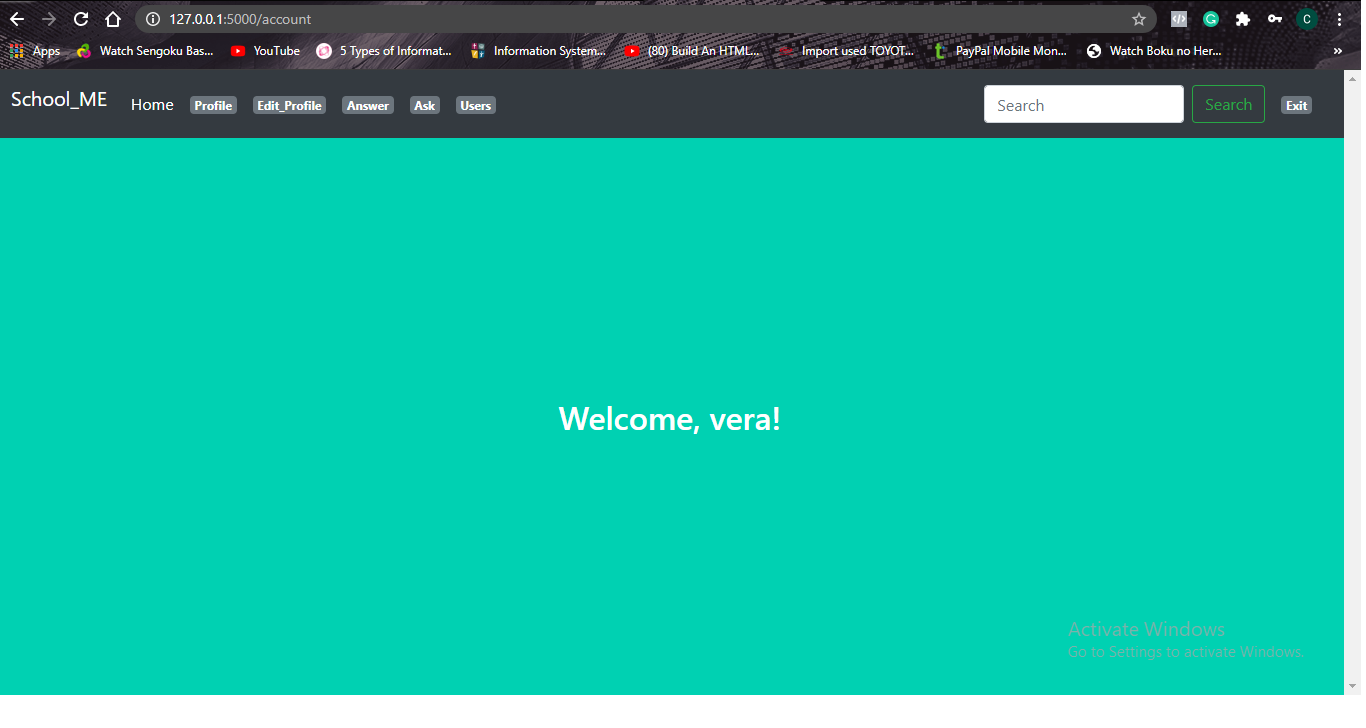 127.0.0.1:5000/account
C
Apps Watch Sengoku Bas... YouTube 5 Types of Informat... Information System... (80) Build An HTML... Import used TOYOT... PayPal Mobile Mon... Watch Boku no Her... »
School_ME Home Profile Edit_Profile Answer Ask Users Search Search Exit
Welcome, vera!
Activate Windows
Go to Settings to activate Windows.